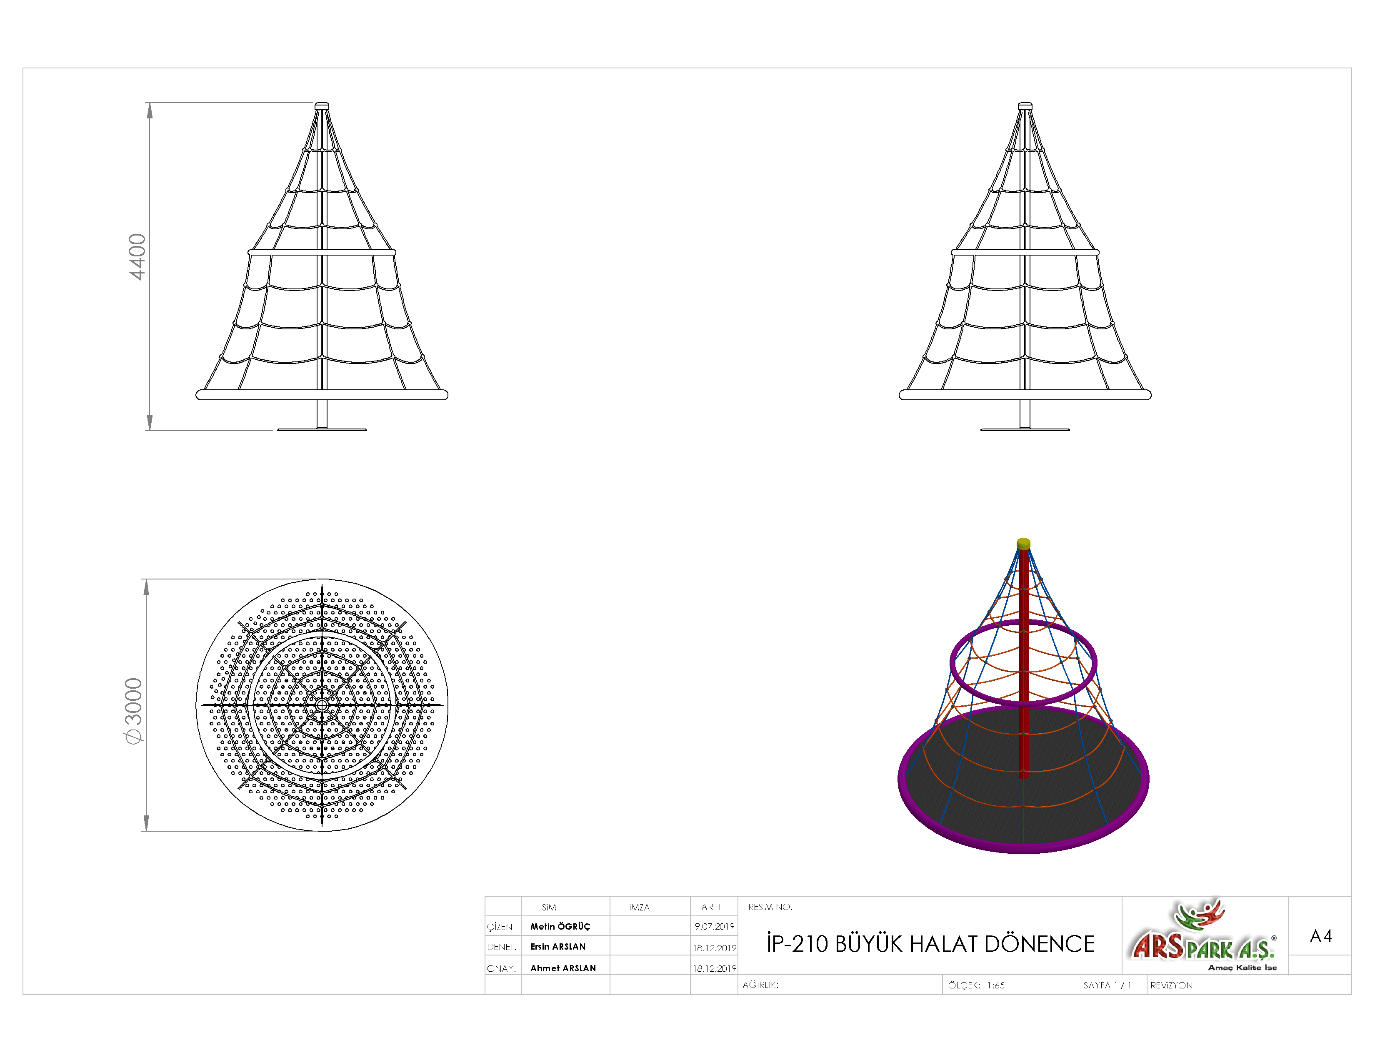 4400
∅3000
İSİM
İMZA
TARİH
RESİM NO:
ÇİZEN
Metin ÖGRÜÇ
9.07.2019
DENET.
Ersin ARSLAN
18.12.2019
ONAY.
Ahmet ARSLAN
18.12.2019
İP-210 BÜYÜK HALAT DÖNENCE
ARSPARK A.Ş.®
Amaç Kalite İse
A4
AĞIRLIK:
ÖLÇEK: 1:65
SAYFA 1 / 1
REVİZYON